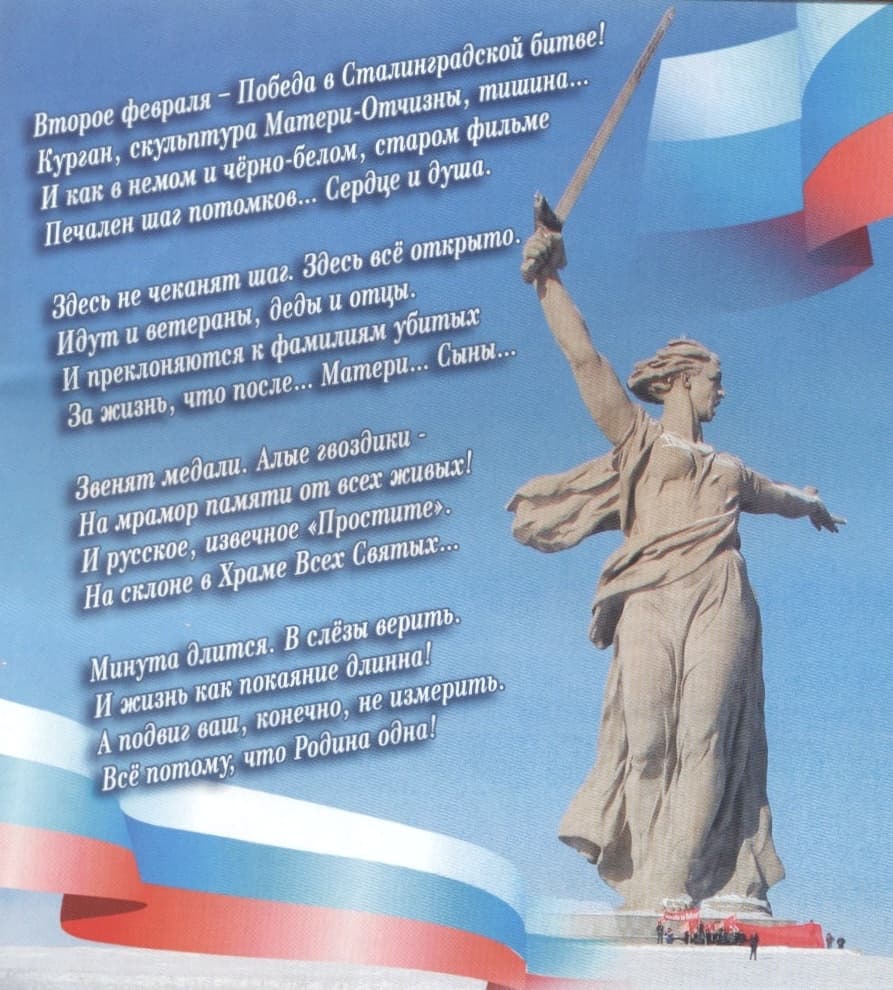 Второе февраля – Победа в Сталинградской битве!
Курган, скульптура Матери-Отчизны, тишина...
И как в немом и чёрно-белом, старом фильме
Печален шаг потомков... Сердце и душа.
Здесь не чеканят шаг. Здесь всё открыто.
Идут и ветераны, деды и отцы.
И преклоняются к фамилиям убитых
За жизнь, что после... Матери... Сыны...
Звенят медали. Алые гвоздики -
На мрамор памяти от всех живых!
И русское, извечное «Простите».
На склоне в Храме Всех Святых...
Минута длится. В слёзы верить.
И жизнь как покаяние длинна!
А подвиг ваш, конечно, не измерить.
Всё потому, что Родина одна!